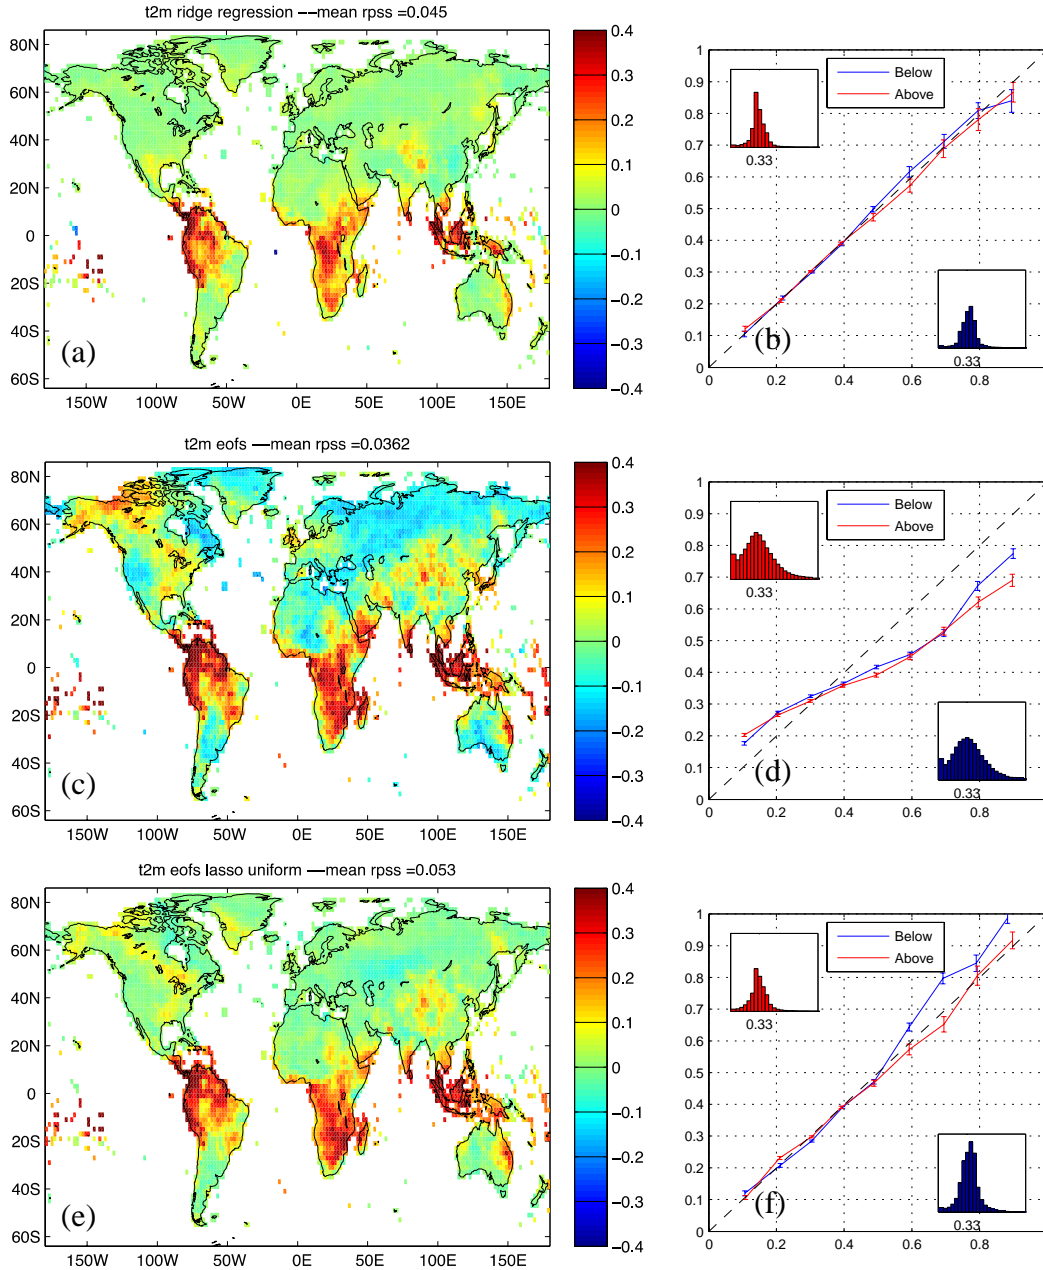 t2m ridge regression —mean rpss =0.045
80N
60N
40N
20N
0
20S
40S
60S
150W 100W 50W 0E 50E 100E 150E
(a)
0.4
0.3
0.2
0.1
0
−0.1
−0.2
−0.3
−0.4
1
0.9
0.8
0.7
0.6
0.5
0.4
0.3
0.2
0.1
0
0 0.2 0.4 0.6 0.8
Below
Above
0.33
0.33
(b)
t2m eofs —mean rpss =0.0362
80N
60N
40N
20N
0
20S
40S
60S
150W 100W 50W 0E 50E 100E 150E
(c)
0.4
0.3
0.2
0.1
0
−0.1
−0.2
−0.3
−0.4
1
0.9
0.8
0.7
0.6
0.5
0.4
0.3
0.2
0.1
0
0 0.2 0.4 0.6 0.8
Below
Above
0.33
0.33
(d)
t2m eofs lasso uniform —mean rpss =0.053
80N
60N
40N
20N
0
20S
40S
60S
150W 100W 50W 0E 50E 100E 150E
(e)
0.4
0.3
0.2
0.1
0
−0.1
−0.2
−0.3
−0.4
1
0.9
0.8
0.7
0.6
0.5
0.4
0.3
0.2
0.1
0
0 0.2 0.4 0.6 0.8
Below
Above
0.33
0.33
(f)